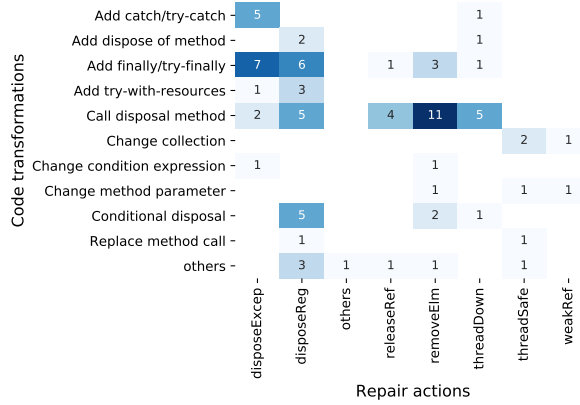 Code transformations
Add catch/try-catch 5 1
Add dispose of method 2 1
Add finally/try-finally 7 6 1 3 1
Add try-with-resources 1 3
Call disposal method 2 5 4 11 5
Change collection 2 1
Change condition expression 1 1
Change method parameter 1 1 1
Conditional disposal 5 2 1
Replace method call 1 1
others 3 1 1 1 1
disposeExcep
disposeReg
others
releaseRef
removeElm
threadDown
threadSafe
weakRef
Repair actions